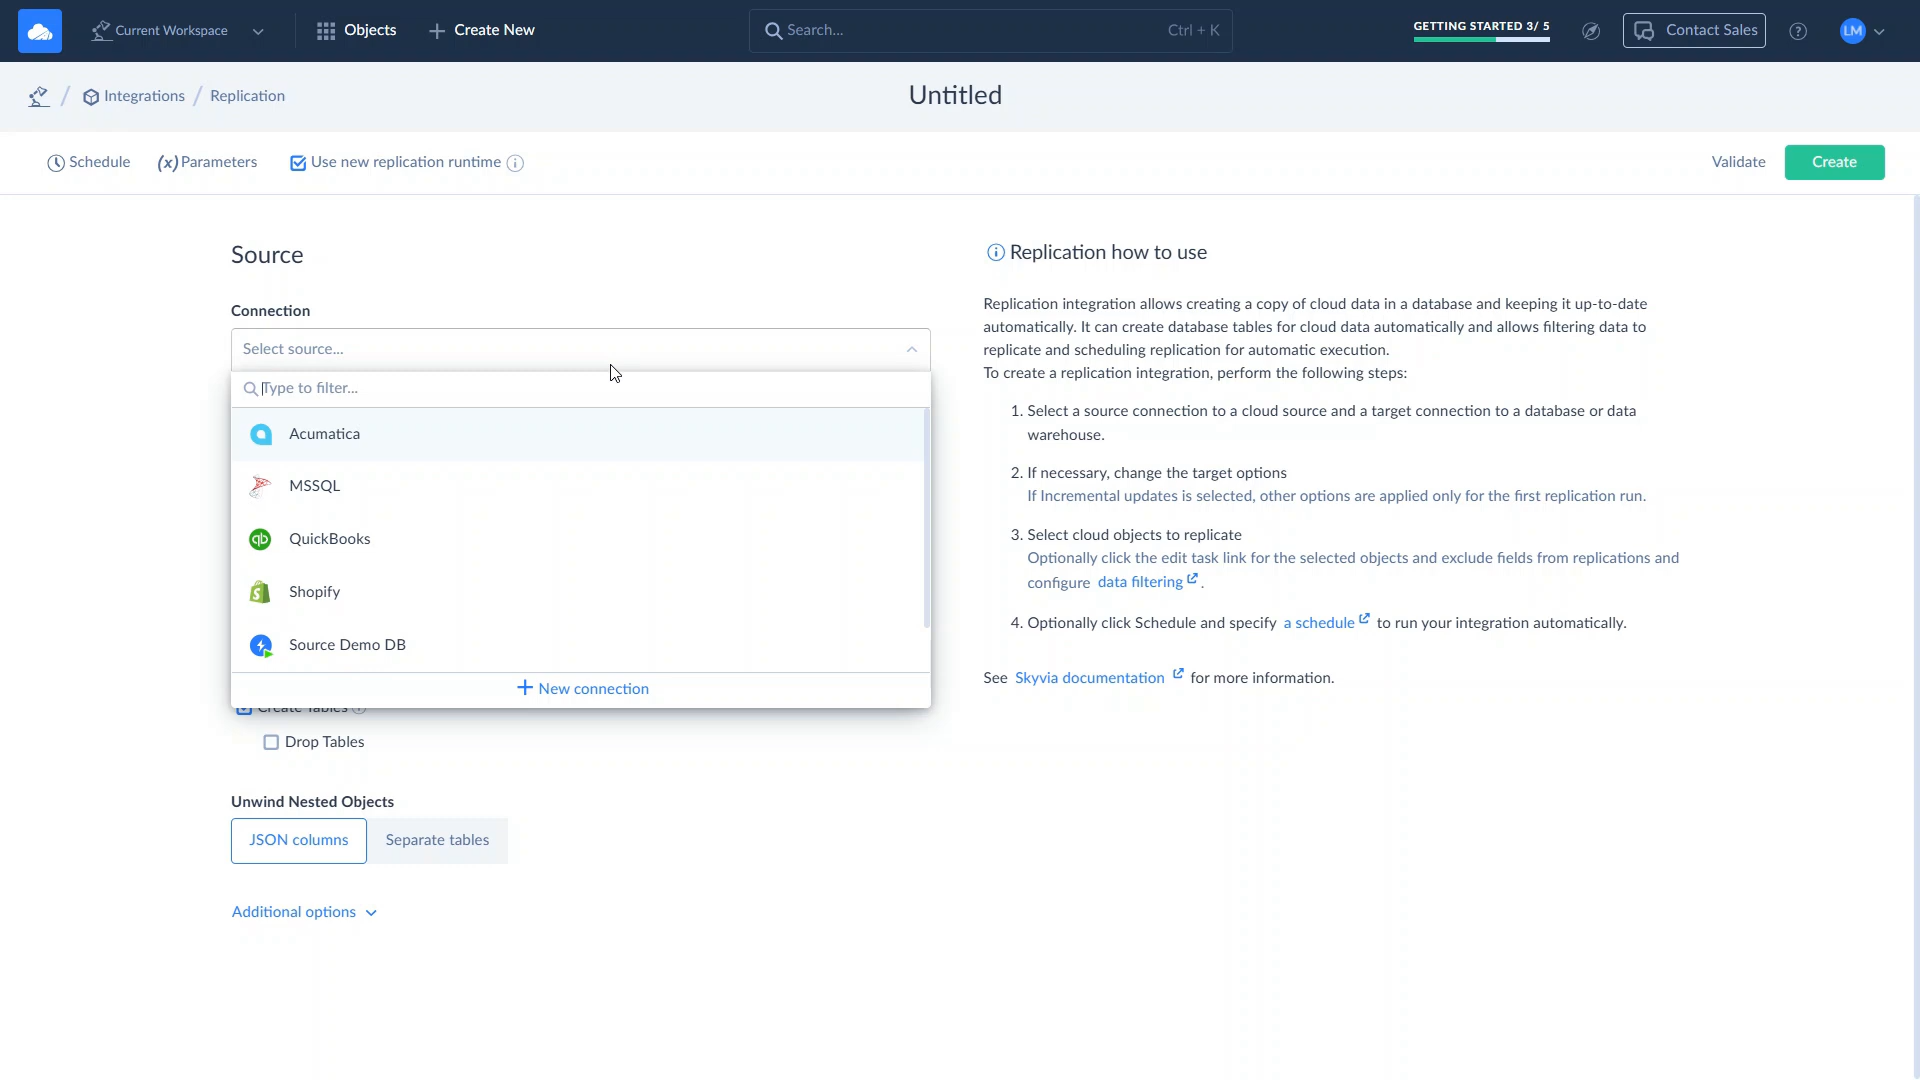 Current Workspace
Objects
Create New
Search...
Ctrl + K
GETTING STARTED 3/ 5
Contact Sales
?
LM
/ Integrations / Replication
Untitled
Schedule
(x) Parameters
Use new replication runtime
Validate
Create
Source
Connection
Select source...
Type to filter...
Acumatica
MSSQL
qb QuickBooks
Shopify
Source Demo DB
+ New connection
Create Tables
Drop Tables
Unwind Nested Objects
JSON columns
Separate tables
Additional options
Replication how to use
Replication integration allows creating a copy of cloud data in a database and keeping it up-to-date
automatically. It can create database tables for cloud data automatically and allows filtering data to
replicate and scheduling replication for automatic execution.
To create a replication integration, perform the following steps:
1. Select a source connection to a cloud source and a target connection to a database or data
warehouse.
2. If necessary, change the target options
If Incremental updates is selected, other options are applied only for the first replication run.
3. Select cloud objects to replicate
Optionally click the edit task link for the selected objects and exclude fields from replications and
configure data filtering .
4. Optionally click Schedule and specify a schedule to run your integration automatically.
See Skyvia documentation for more information.